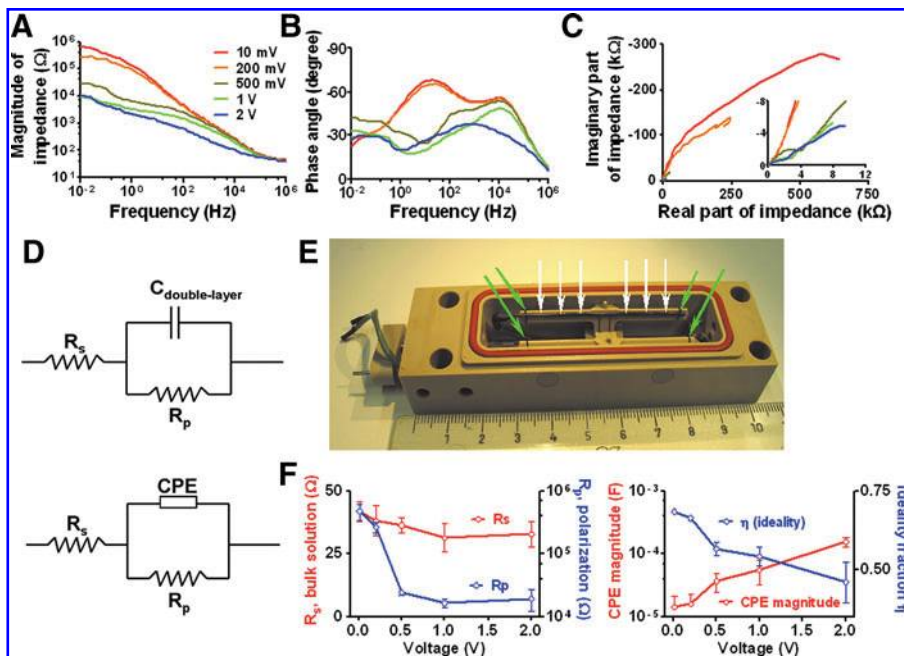 A
Magnitude of
impedance (Ω)
10⁶
10⁵
10⁴
10³
10²
10¹
10 mV
200 mV
500 mV
1 V
2 V
10⁻² 10⁰ 10² 10⁴ 10⁶
Frequency (Hz)
B
Phase angle (degree)
-90
-60
-30
0
10⁻² 10⁰ 10² 10⁴ 10⁶
Frequency (Hz)
C
Imaginary part
of impedance (kΩ)
-300
-200
-100
0
-8
-4
0
0 4 8 12
0 250 500 750
Real part of impedance (kΩ)
D
C double-layer
Rs
Rp
CPE
Rs
Rp
E
1 2 3 4 5 6 7 8 9 10
F
Rs, bulk solution (Ω)
50
25
0
Rs
Rp
10⁶
10⁵
10⁴
Rp, polarization (Ω)
0.0 0.5 1.0 1.5 2.0
Voltage (V)
CPE magnitude (F)
10⁻³
10⁻⁴
10⁻⁵
η (ideality)
CPE magnitude
0.75
0.50
Ideality fraction η
0.0 0.5 1.0 1.5 2.0
Voltage (V)